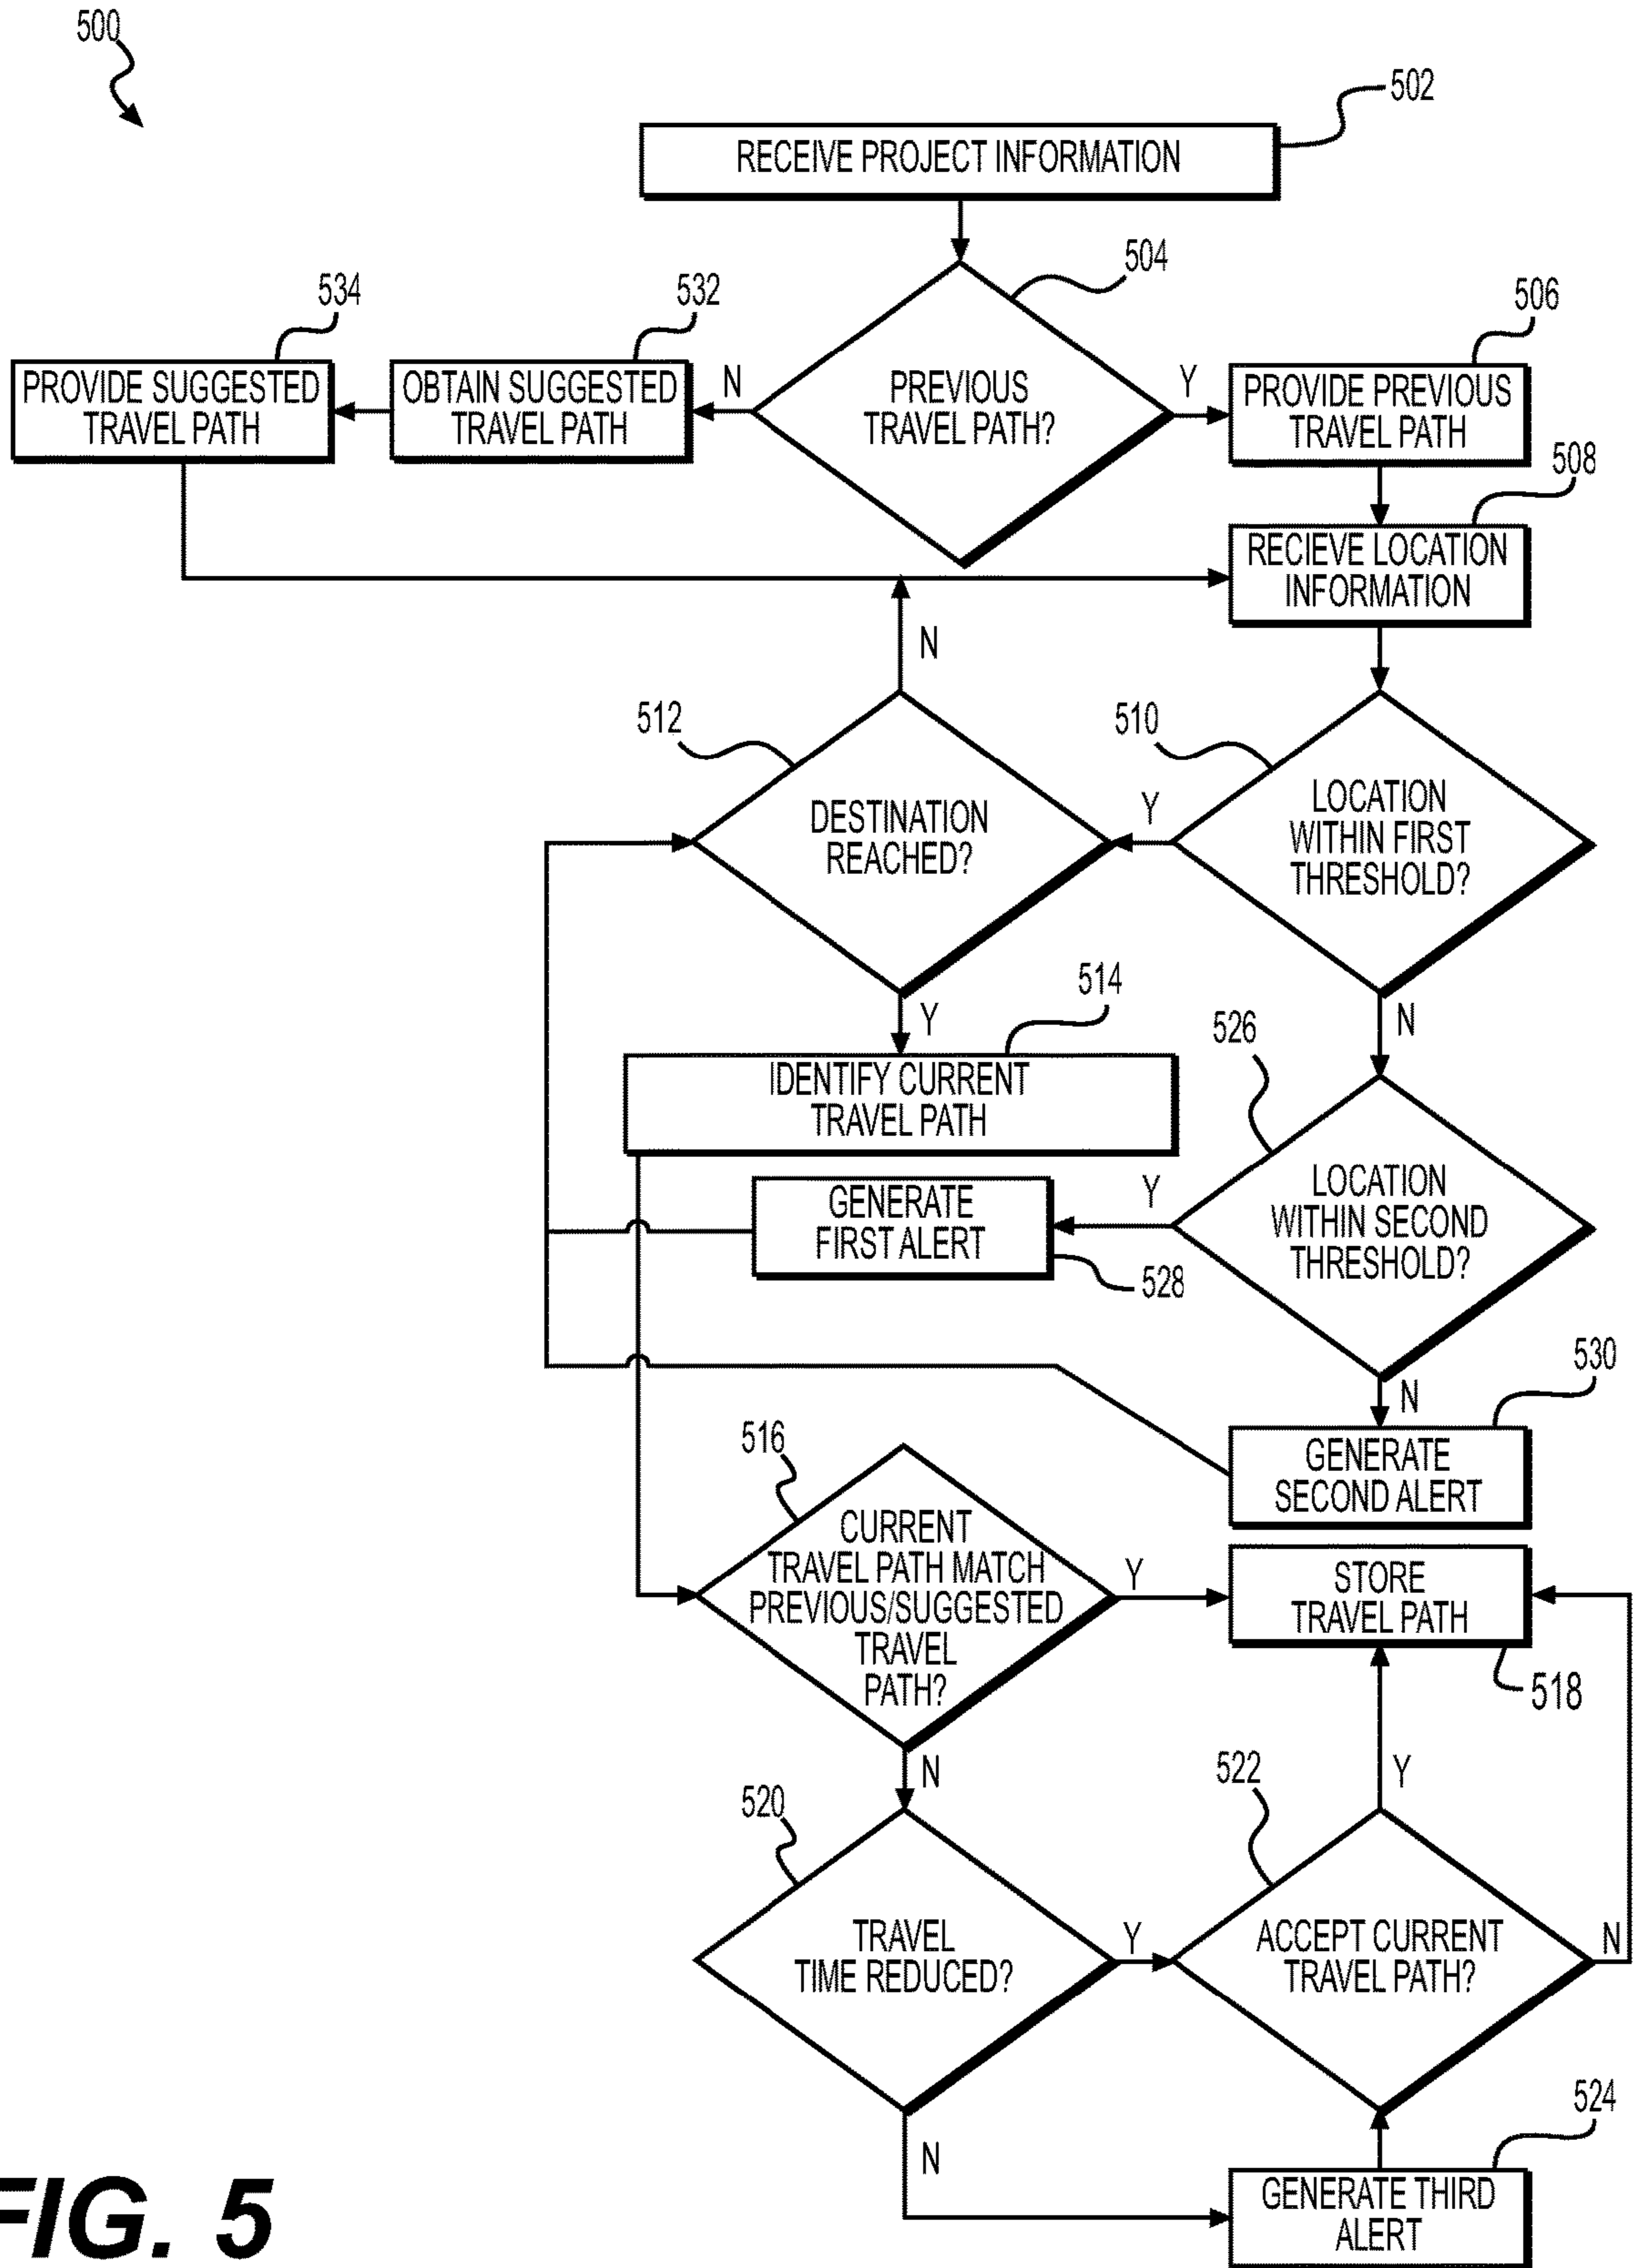 500
502
RECEIVE PROJECT INFORMATION
504
534
532
506
PROVIDE SUGGESTED
TRAVEL PATH
OBTAIN SUGGESTED
TRAVEL PATH
N
PREVIOUS
TRAVEL PATH?
Y
PROVIDE PREVIOUS
TRAVEL PATH
508
RECIEVE LOCATION
INFORMATION
N
512
510
DESTINATION
REACHED?
Y
LOCATION
WITHIN FIRST
THRESHOLD?
514
Y
N
526
IDENTIFY CURRENT
TRAVEL PATH
GENERATE
FIRST ALERT
528
Y
LOCATION
WITHIN SECOND
THRESHOLD?
530
N
GENERATE
SECOND ALERT
516
CURRENT
TRAVEL PATH MATCH
PREVIOUS/SUGGESTED
TRAVEL
PATH?
Y
STORE
TRAVEL PATH
518
N
Y
520
522
TRAVEL
TIME REDUCED?
Y
ACCEPT CURRENT
TRAVEL PATH?
N
524
N
GENERATE THIRD
ALERT
FIG. 5